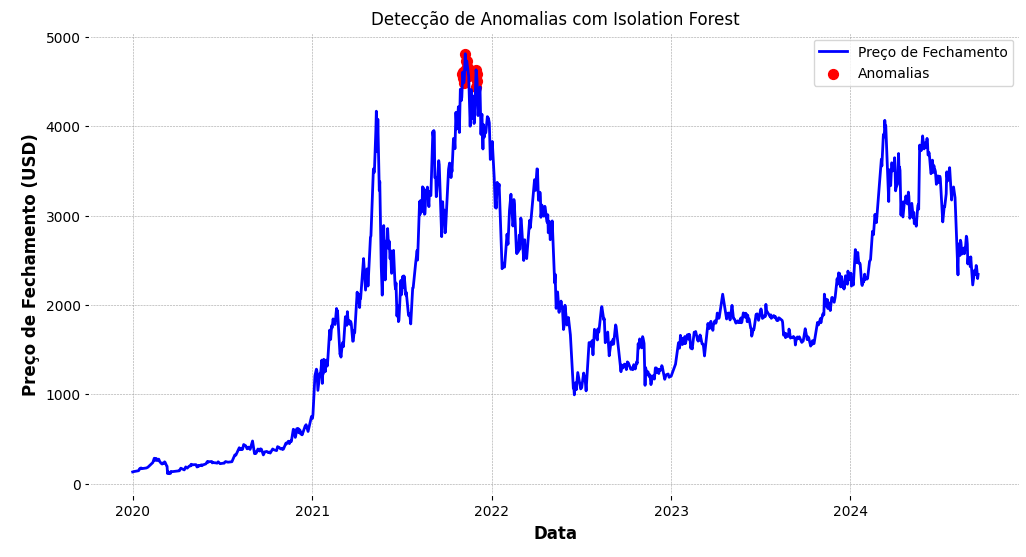 Detecção de Anomalias com Isolation Forest
Preço de Fechamento
Anomalias
5000
4000
3000
2000
1000
0
Preço de Fechamento (USD)
2020 2021 2022 2023 2024
Data